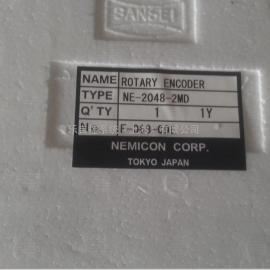 SANSEI
NAME ROTARY ENCODER
TYPE NE-2048-2MD
Q'TY 1 1Y
NEMICON CORP.
TOKYO JAPAN